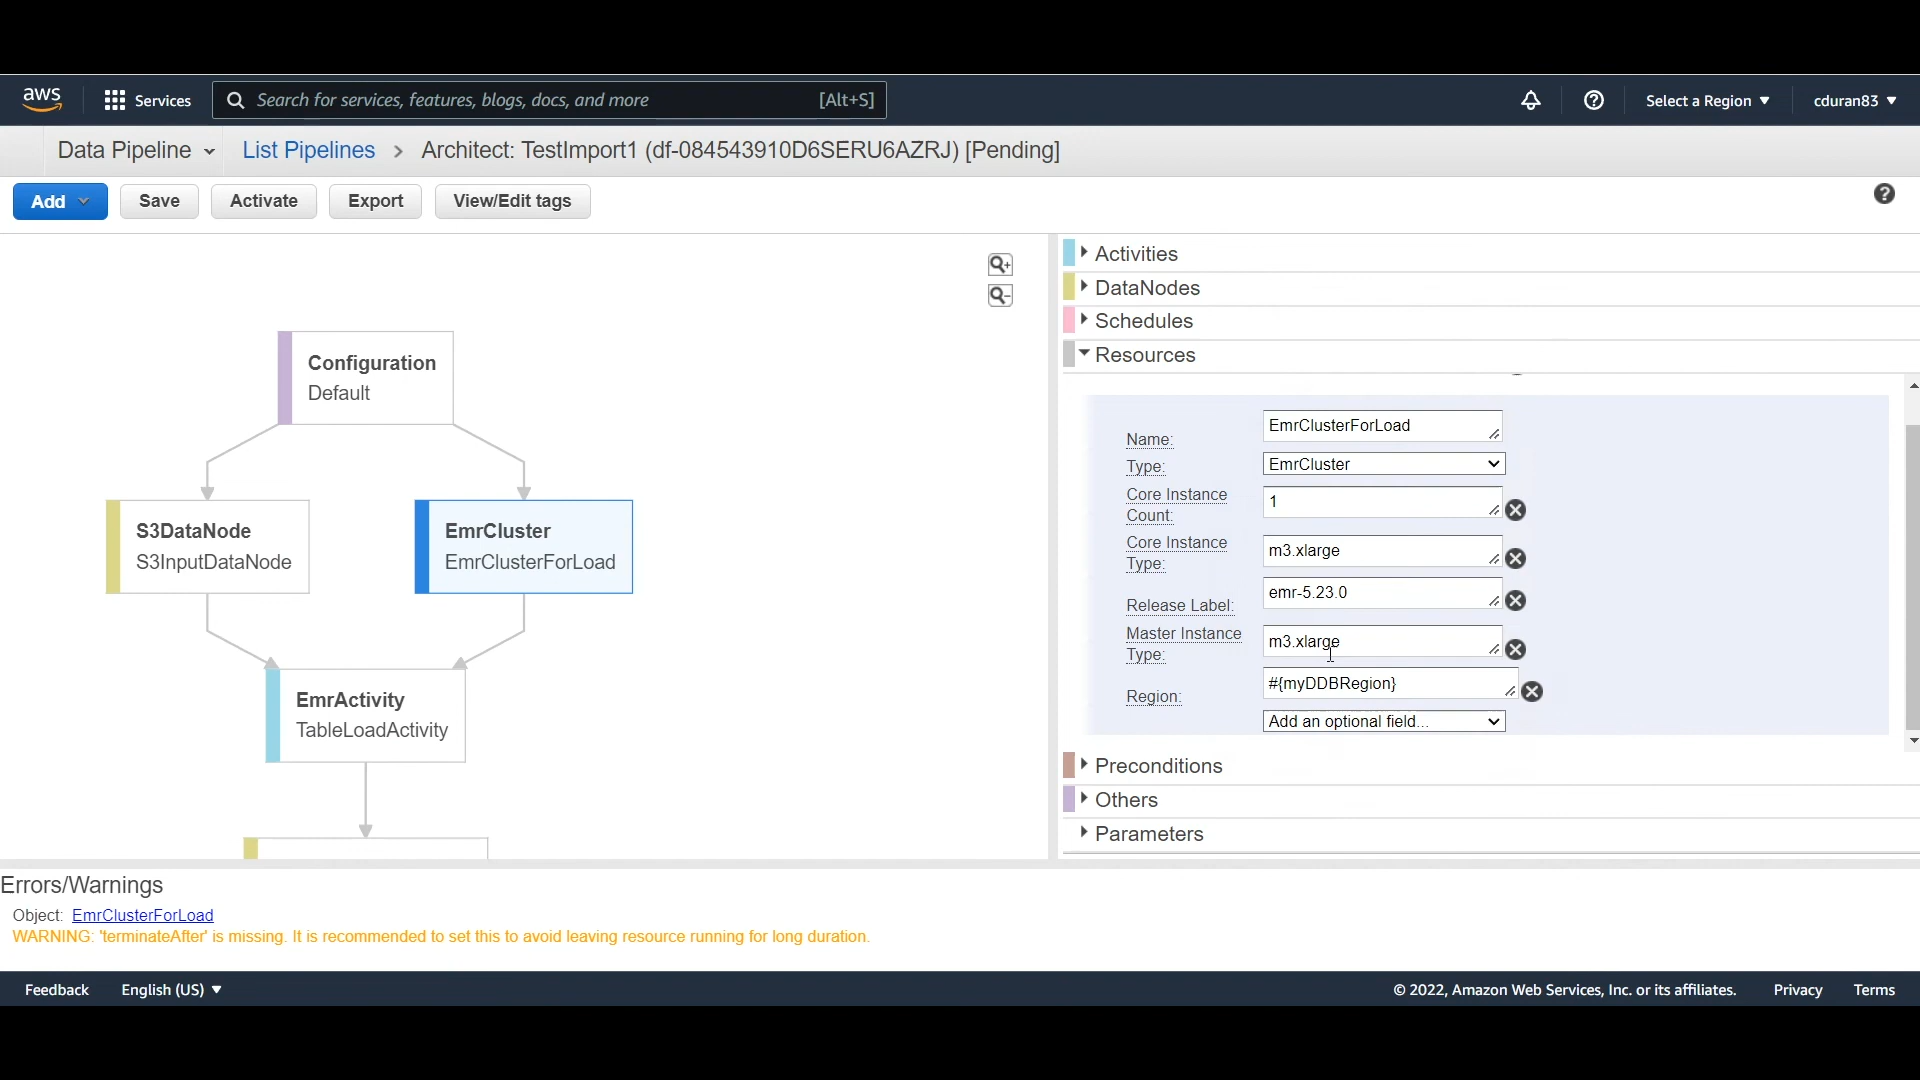 aws Services Search for services, features, blogs, docs, and more [Alt+S] Select a Region cduran83
Data Pipeline List Pipelines > Architect: TestImport1 (df-084543910D6SERU6AZRJ) [Pending]
Add Save Activate Export View/Edit tags
Configuration
Default
S3DataNode
S3InputDataNode
EmrCluster
EmrClusterForLoad
EmrActivity
TableLoadActivity
Activities
DataNodes
Schedules
Resources
Name: EmrClusterForLoad
Type: EmrCluster
Core Instance Count: 1
Core Instance Type: m3.xlarge
Release Label: emr-5.23.0
Master Instance Type: m3.xlarge
Region: #{myDDBRegion}
Add an optional field...
Preconditions
Others
Parameters
Errors/Warnings
Object: EmrClusterForLoad
WARNING: 'terminateAfter' is missing. It is recommended to set this to avoid leaving resource running for long duration.
Feedback English (US) © 2022, Amazon Web Services, Inc. or its affiliates. Privacy Terms